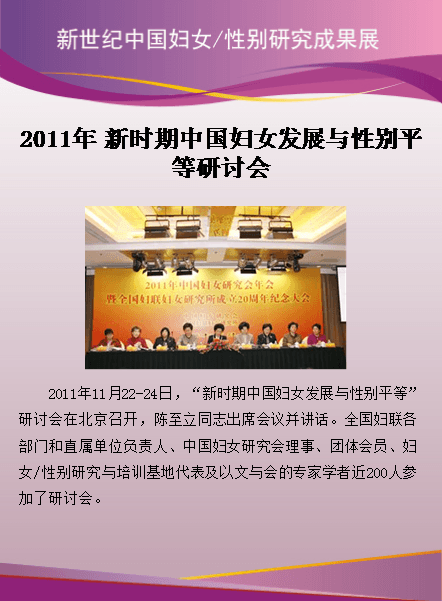 新世纪中国妇女/性别研究成果展
2011年 新时期中国妇女发展与性别平
等研讨会
2011年中国妇女研究会年会
暨全国妇联妇女研究所成立20周年纪念大会
2011年11月22-24日，“新时期中国妇女发展与性别平等”
研讨会在北京召开，陈至立同志出席会议并讲话。全国妇联各
部门和直属单位负责人、中国妇女研究会理事、团体会员、妇
女/性别研究与培训基地代表及以文与会的专家学者近200人参
加了研讨会。